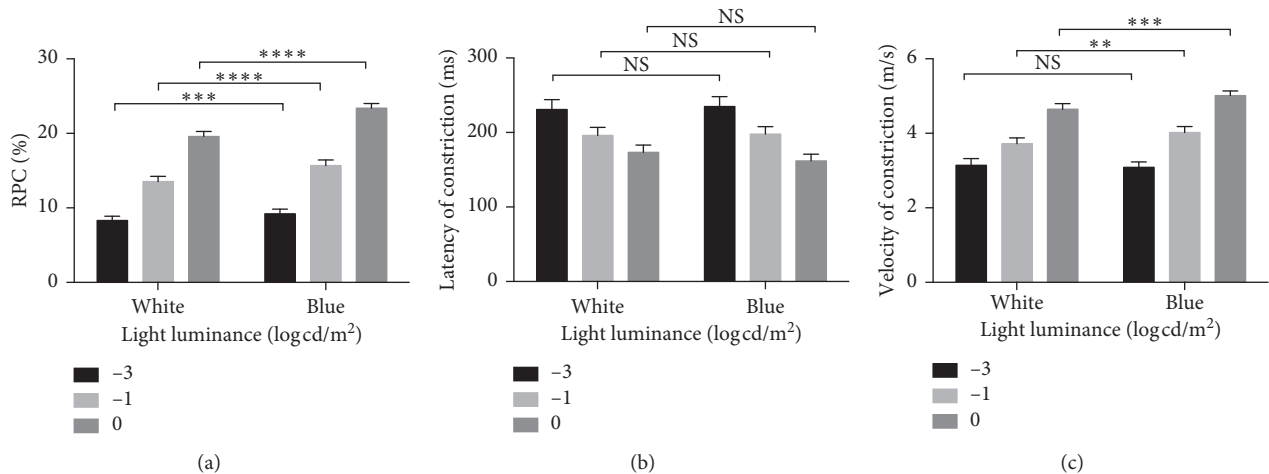 RPC (%)
30
20
10
0
***
****
****
White
Blue
Light luminance (log cd/m²)
–3
–1
0
(a)
Latency of constriction (ms)
300
200
100
0
NS
NS
NS
White
Blue
Light luminance (log cd/m²)
–3
–1
0
(b)
Velocity of constriction (m/s)
6
4
2
0
NS
**
***
White
Blue
Light luminance (log cd/m²)
–3
–1
0
(c)